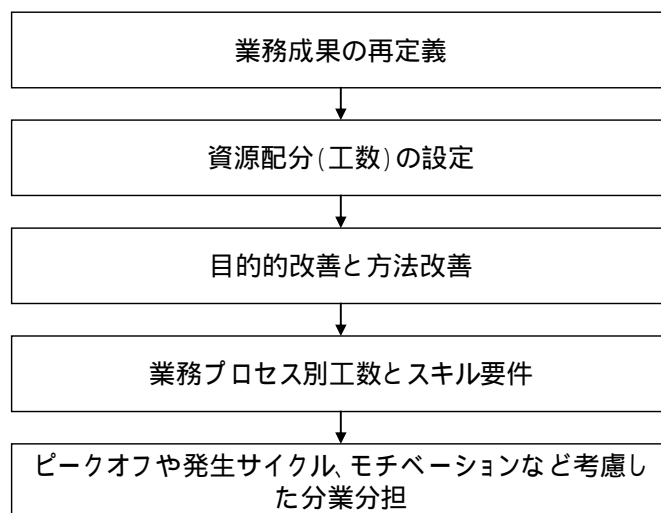 業務成果の再定義
資源配分(工数)の設定
目的的改善と方法改善
業務プロセス別工数とスキル要件
ピークオフや発生サイクル、モチベーションなど考慮し
た分業分担